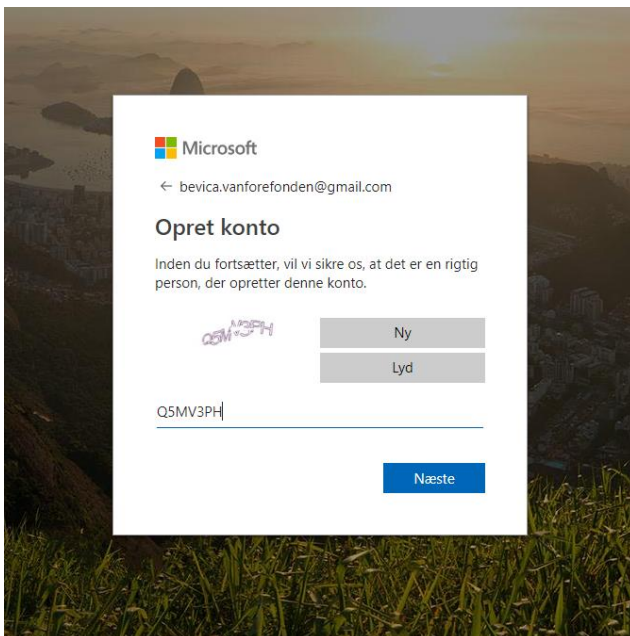 Microsoft
← bevica.vanforefonden@gmail.com
Opret konto
Inden du fortsætter, vil vi sikre os, at det er en rigtig
person, der opretter denne konto.
Q5MV3PH
Ny
Lyd
Q5MV3PH
Næste